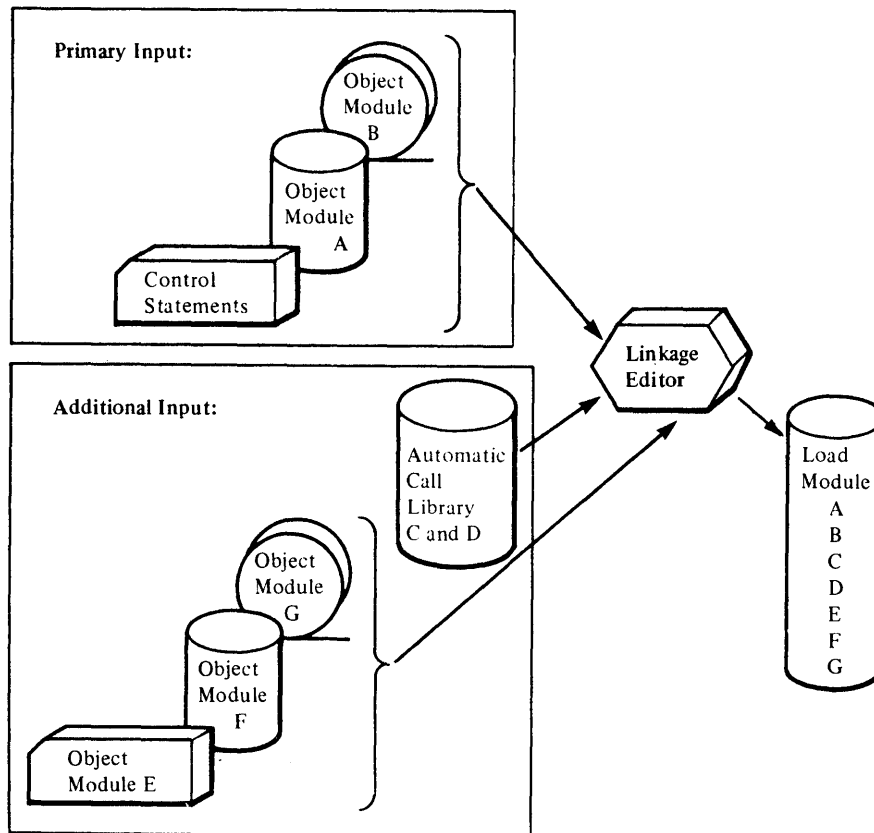 Primary Input:
Object
Module
B
Object
Module
A
Control
Statements
Linkage
Editor
Additional Input:
Automatic
Call
Library
C and D
Load
Module
A
B
C
D
E
F
G
Object
Module
G
Object
Module
F
Object
Module E